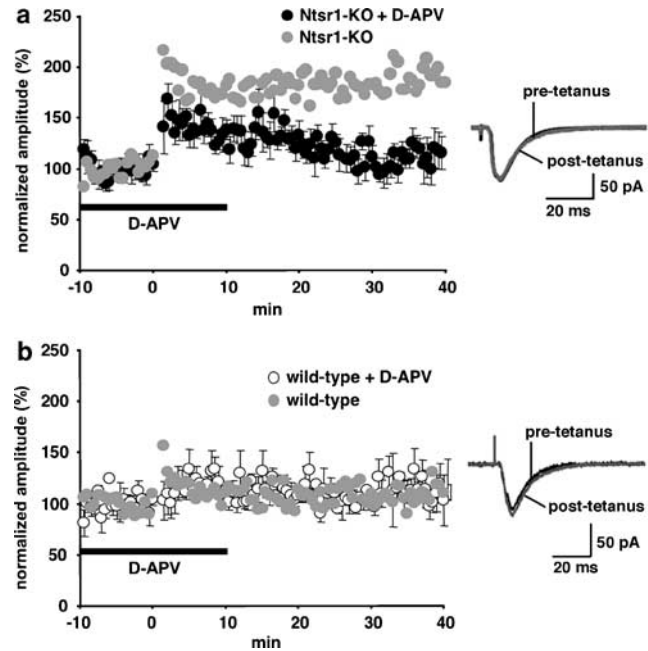 a
Ntsr1-KO + D-APV
Ntsr1-KO
normalized amplitude (%)
250
200
150
100
50
0
D-APV
-10 0 10 20 30 40
min
pre-tetanus
post-tetanus
50 pA
20 ms
b
wild-type + D-APV
wild-type
normalized amplitude (%)
250
200
150
100
50
0
D-APV
-10 0 10 20 30 40
min
pre-tetanus
post-tetanus
50 pA
20 ms